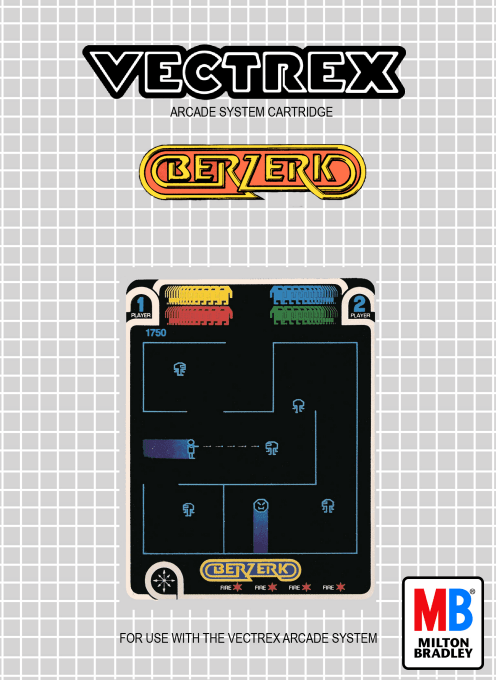 VECTREX
ARCADE SYSTEM CARTRIDGE
BERZERK
1 2
PLAYER PLAYER
1750
BERZERK
FIRE FIRE FIRE FIRE
FOR USE WITH THE VECTREX ARCADE SYSTEM
MB®
MILTON
BRADLEY